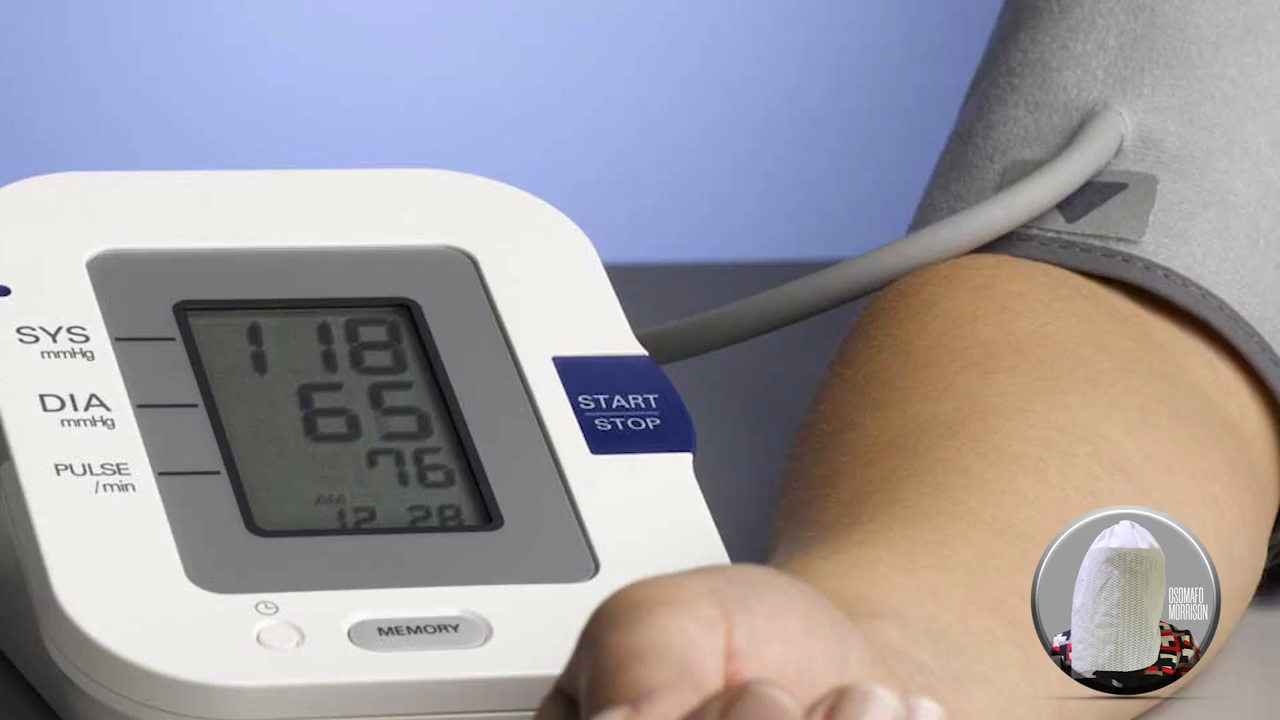 SYS
mmHg
118
DIA
mmHg
65
PULSE
/min
76
AM
12 28
START
STOP
MEMORY
OSOMAFO
MORRISON